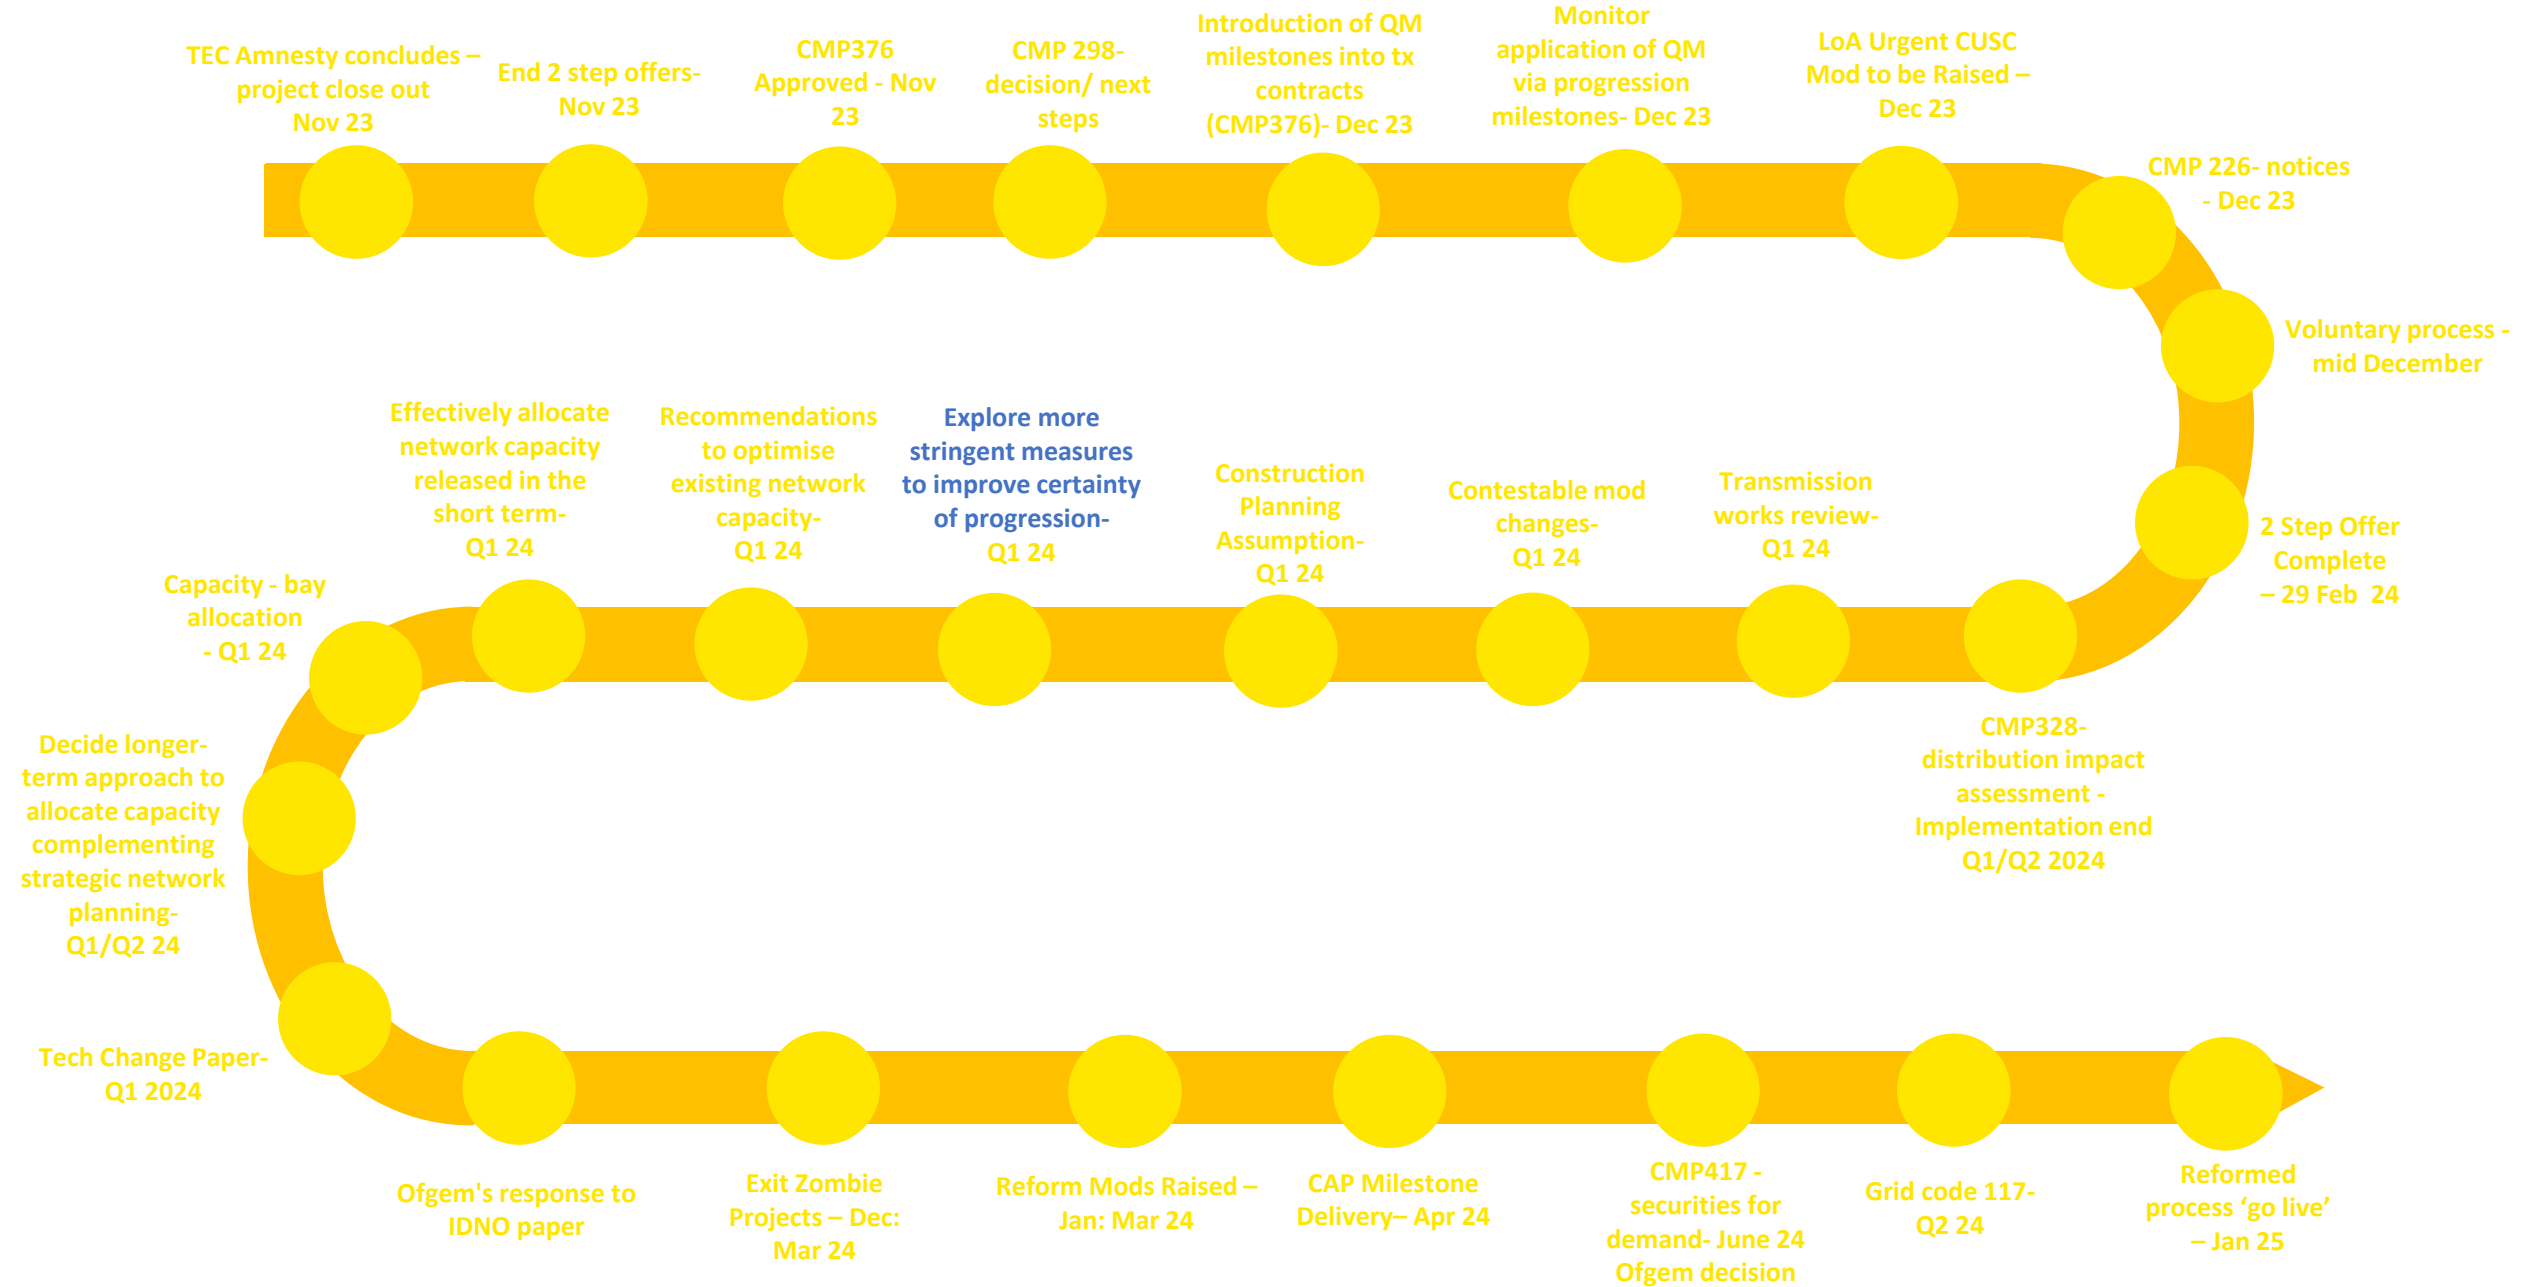 TEC Amnesty concludes –
project close out
Nov 23
End 2 step offers-
Nov 23
CMP376
Approved - Nov
23
CMP 298-
decision/ next
steps
Introduction of QM
milestones into tx
contracts
(CMP376)- Dec 23
Monitor
application of QM
via progression
milestones- Dec 23
LoA Urgent CUSC
Mod to be Raised –
Dec 23
CMP 226- notices
- Dec 23
Voluntary process -
mid December
2 Step Offer
Complete
– 29 Feb 24
CMP328-
distribution impact
assessment -
Implementation end
Q1/Q2 2024
Transmission
works review-
Q1 24
Contestable mod
changes-
Q1 24
Construction
Planning
Assumption-
Q1 24
Explore more
stringent measures
to improve certainty
of progression-
Q1 24
Recommendations
to optimise
existing network
capacity-
Q1 24
Effectively allocate
network capacity
released in the
short term-
Q1 24
Capacity - bay
allocation
- Q1 24
Decide longer-
term approach to
allocate capacity
complementing
strategic network
planning-
Q1/Q2 24
Tech Change Paper-
Q1 2024
Ofgem's response to
IDNO paper
Exit Zombie
Projects – Dec:
Mar 24
Reform Mods Raised –
Jan: Mar 24
CAP Milestone
Delivery– Apr 24
CMP417 -
securities for
demand- June 24
Ofgem decision
Grid code 117-
Q2 24
Reformed
process ‘go live’
– Jan 25